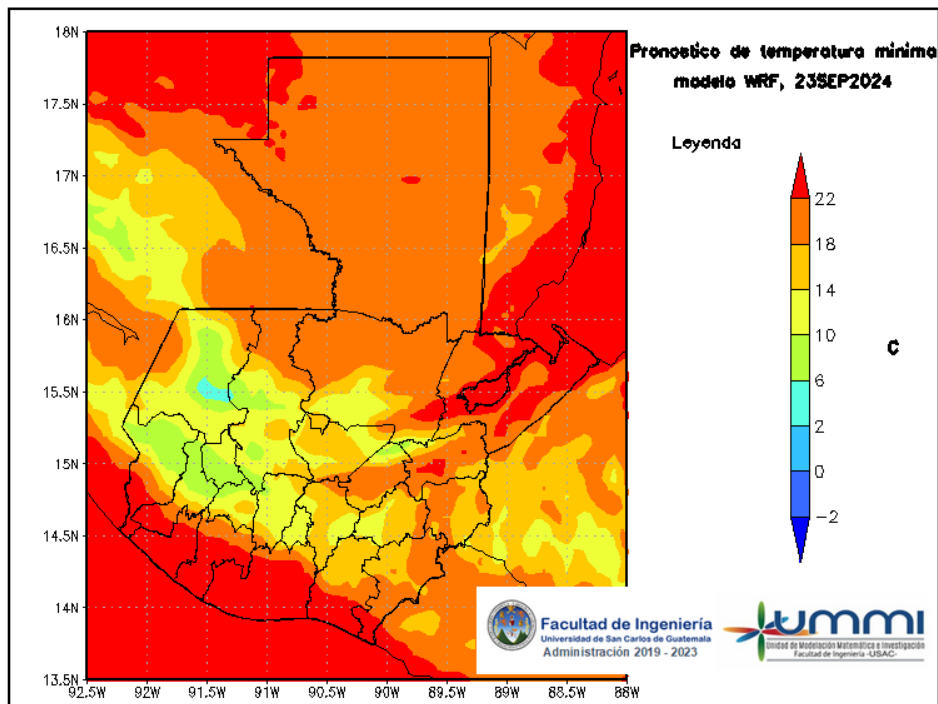 Pronostico de temperatura minima
modelo WRF, 23SEP2024
Leyenda
22
18
14
10
6
2
0
-2
C
18N
17.5N
17N
16.5N
16N
15.5N
15N
14.5N
14N
13.5N
92.5W 92W 91.5W 91W 90.5W 90W 89.5W 89W 88.5W 88W
Facultad de Ingeniería
Universidad de San Carlos de Guatemala
Administración 2019 - 2023
ummi
Unidad de Modelación Matemática e Investigación
Facultad de Ingeniería -USAC-